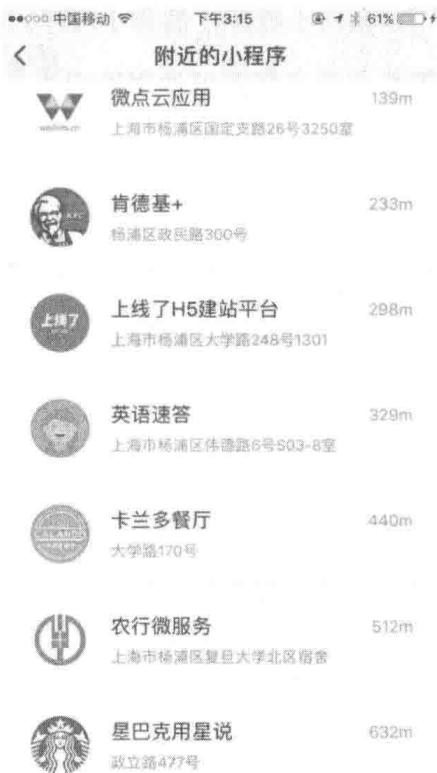 中国移动 下午3:15 61%
附近的小程序
微点云应用 139m
上海市杨浦区国定支路26号3250室
肯德基+ 233m
杨浦区政民路300号
上线了
上线了H5建站平台 298m
上海市杨浦区大学路248号1301
英语速答 329m
上海市杨浦区伟德路6号S03-8室
卡兰多餐厅 440m
大学路170号
农行微服务 512m
上海市杨浦区复旦大学北区宿舍
星巴克用星说 632m
政立路477号